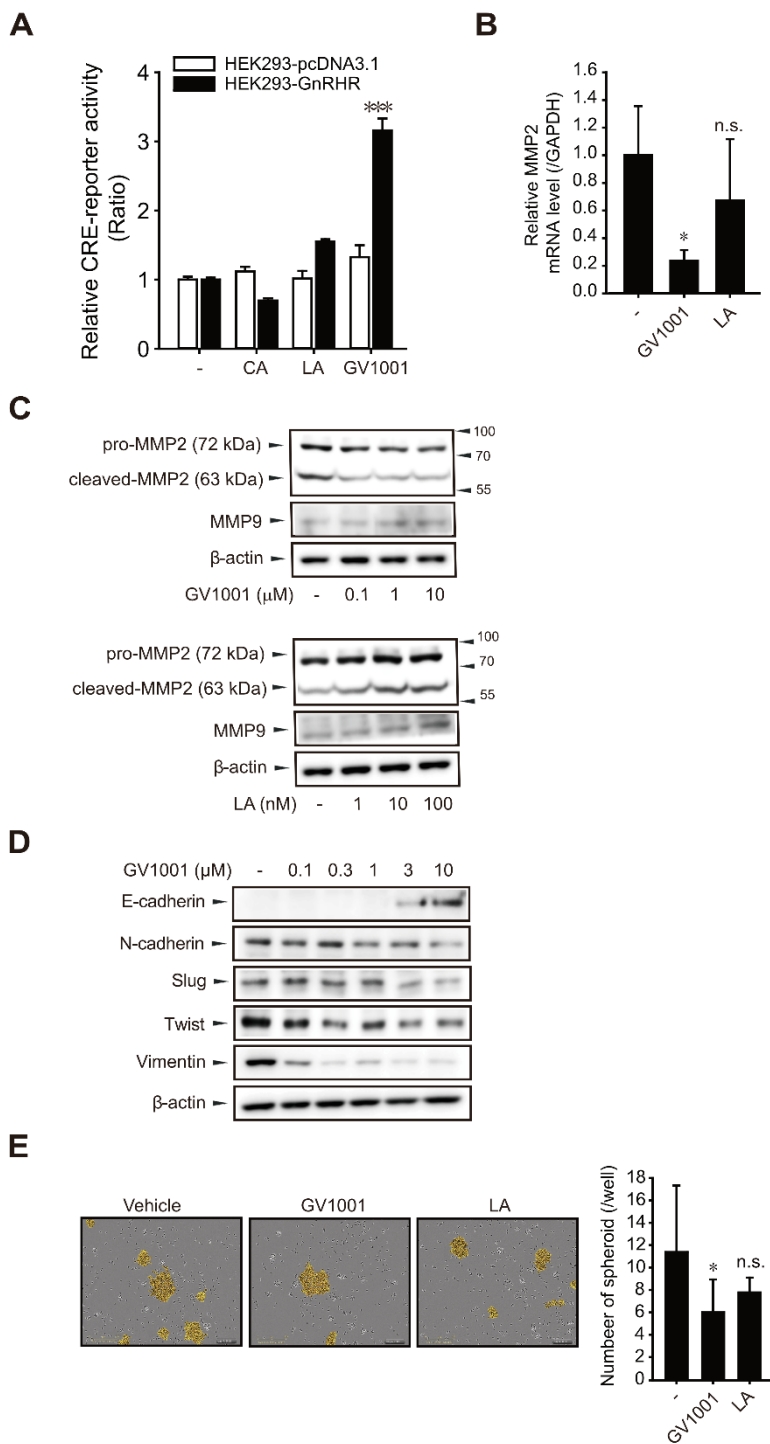 A
HEK293-pcDNA3.1
HEK293-GnRHR
Relative CRE-reporter activity
(Ratio)
4
3
2
1
0
***
- CA LA GV1001
B
Relative MMP2
mRNA level (/GAPDH)
1.6
1.4
1.2
1.0
0.8
0.6
0.4
0.2
0.0
*
n.s.
- GV1001 LA
C
pro-MMP2 (72 kDa)
cleaved-MMP2 (63 kDa)
100
70
55
MMP9
β-actin
GV1001 (μM) - 0.1 1 10
pro-MMP2 (72 kDa)
cleaved-MMP2 (63 kDa)
100
70
55
MMP9
β-actin
LA (nM) - 1 10 100
D
GV1001 (μM) - 0.1 0.3 1 3 10
E-cadherin
N-cadherin
Slug
Twist
Vimentin
β-actin
E
Vehicle GV1001 LA
Numbeer of spheroid (/well)
18
16
14
12
10
8
6
4
2
0
*
n.s.
- GV1001 LA